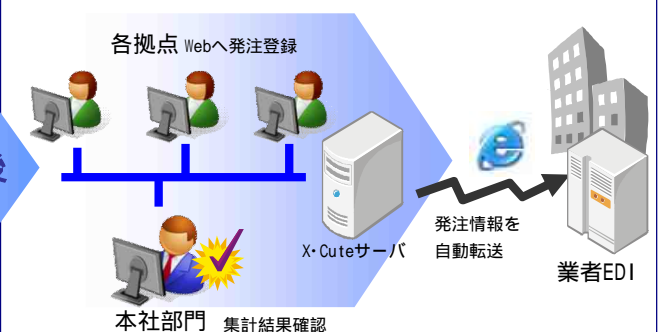 各拠点 Webへ発注登録
後
X・Cuteサーバ
発注情報を
自動転送
業者EDI
本社部門 集計結果確認